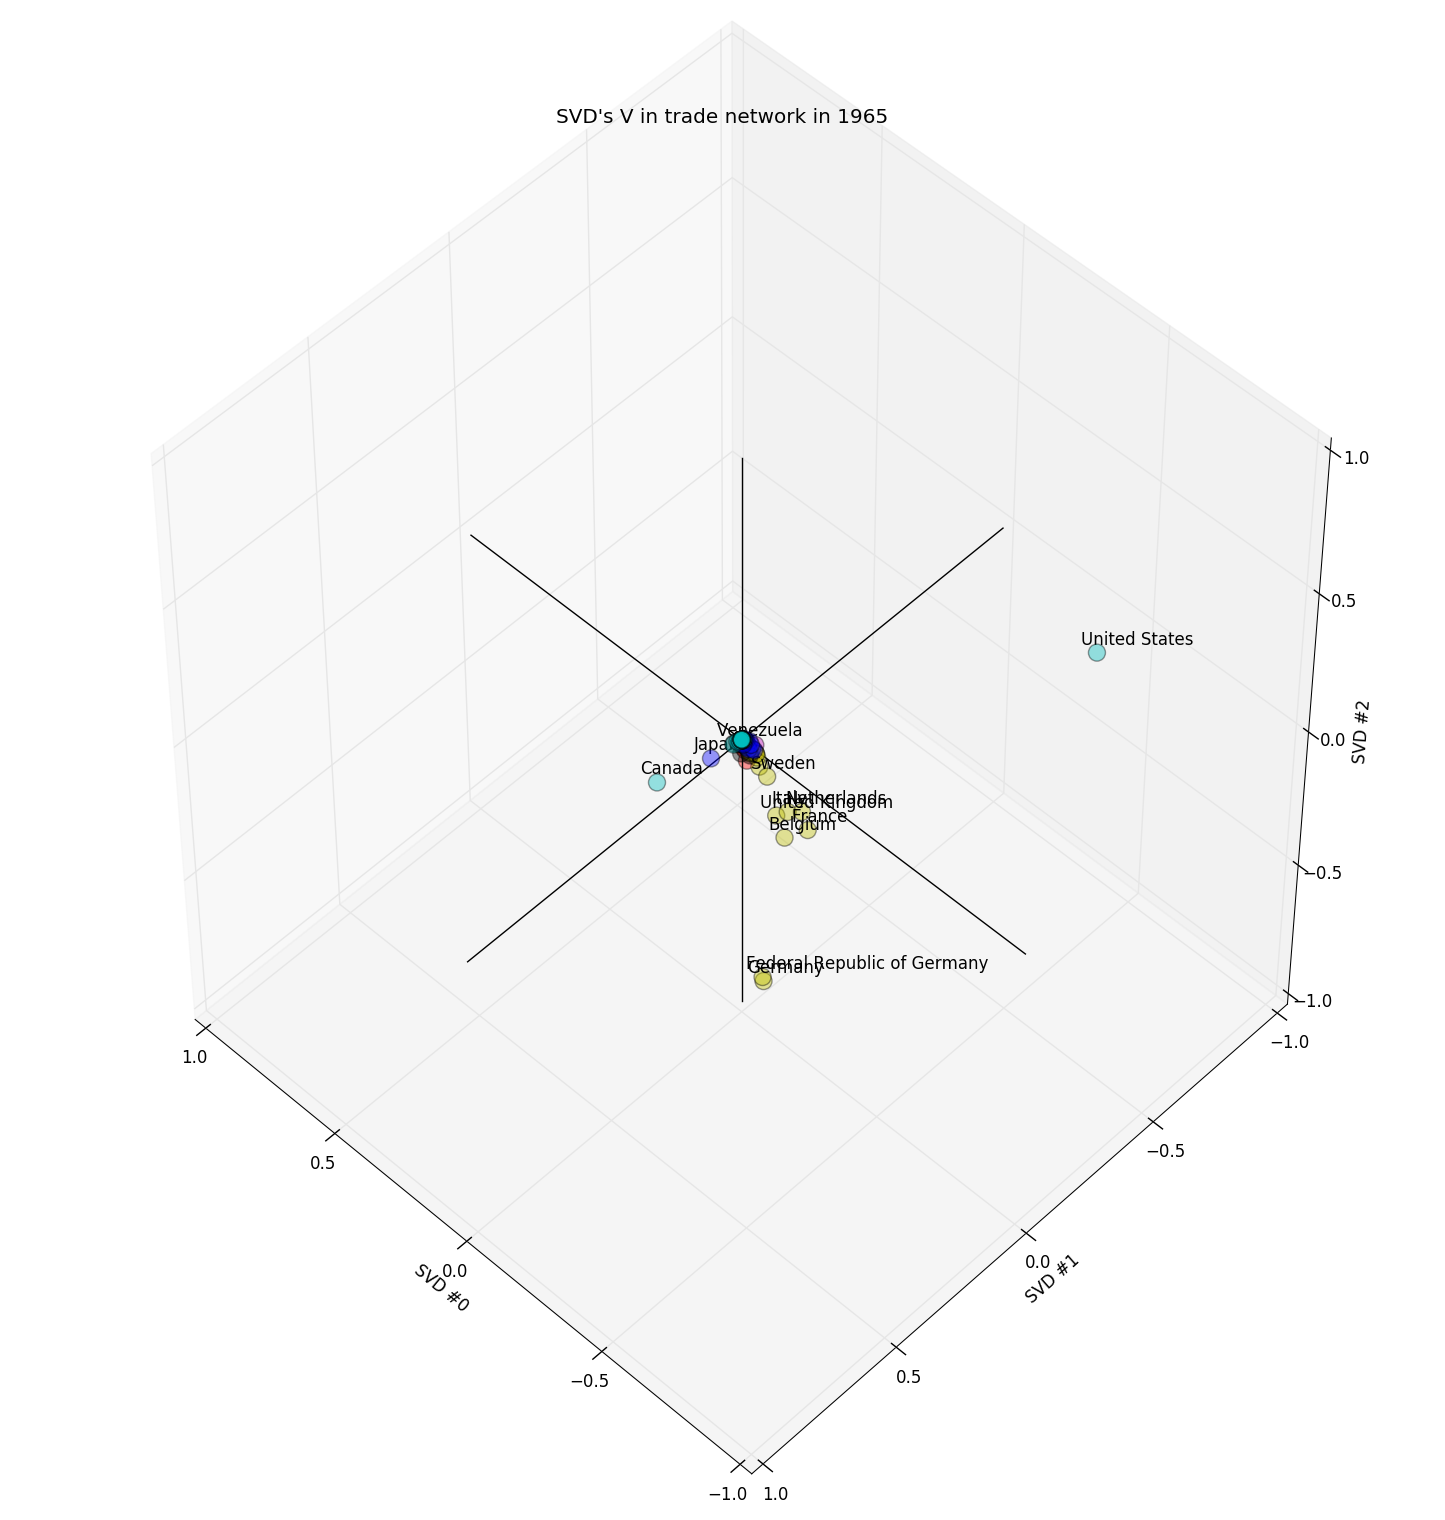 SVD's V in trade network in 1965
1.0
United States
0.5
Venezuela
SVD #2
0.0
Japan
Sweden
Canada
Italy
Netherlands
United Kingdom
France
Belgium
−0.5
Federal Republic of Germany
Germany
−1.0
−1.0
1.0
−0.5
0.5
0.0
SVD #1
0.0
SVD #0
0.5
−0.5
−1.0
1.0